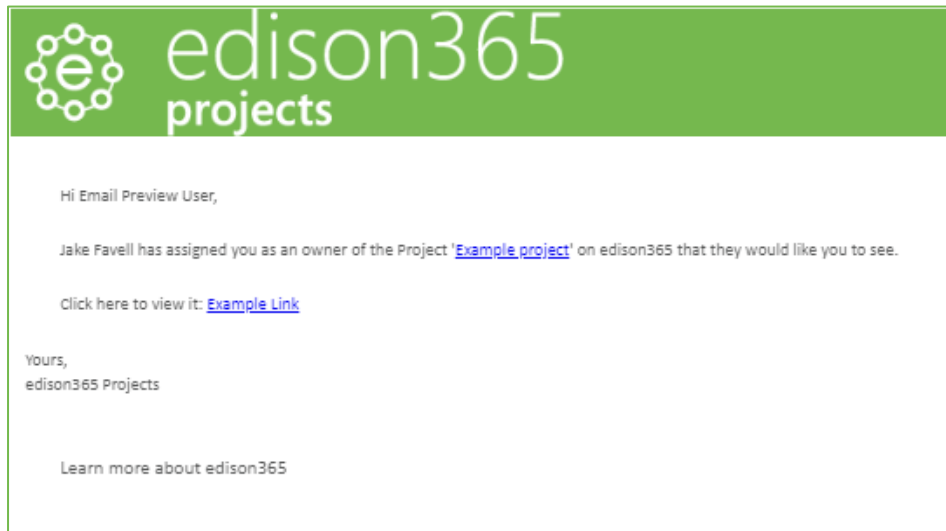 e
edison365
projects
Hi Email Preview User,
Jake Favell has assigned you as an owner of the Project 'Example project' on edison365 that they would like you to see.
Click here to view it: Example Link
Yours,
edison365 Projects
Learn more about edison365